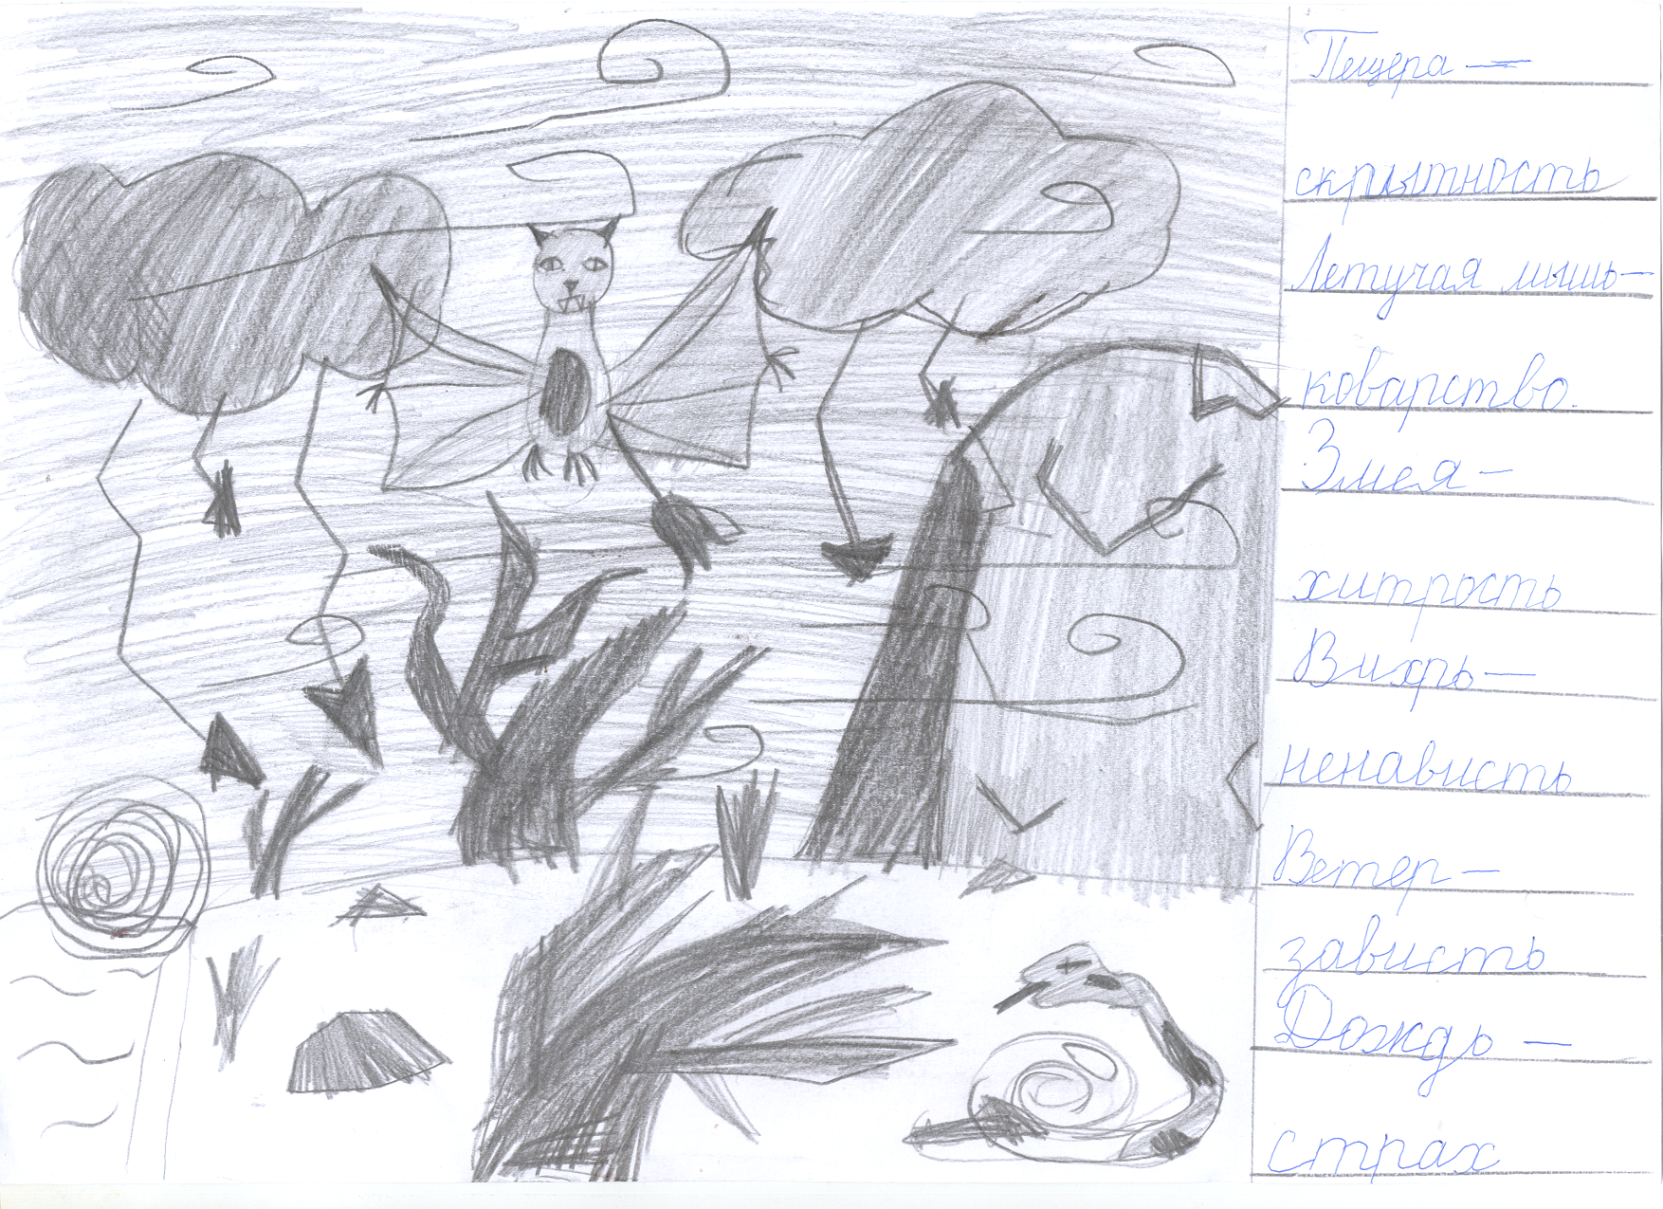 Пещера —
скрытность
Летучая мышь —
коварство.
Змея —
хитрость
Вихрь —
ненависть
Ветер —
зависть
Дождь —
страх